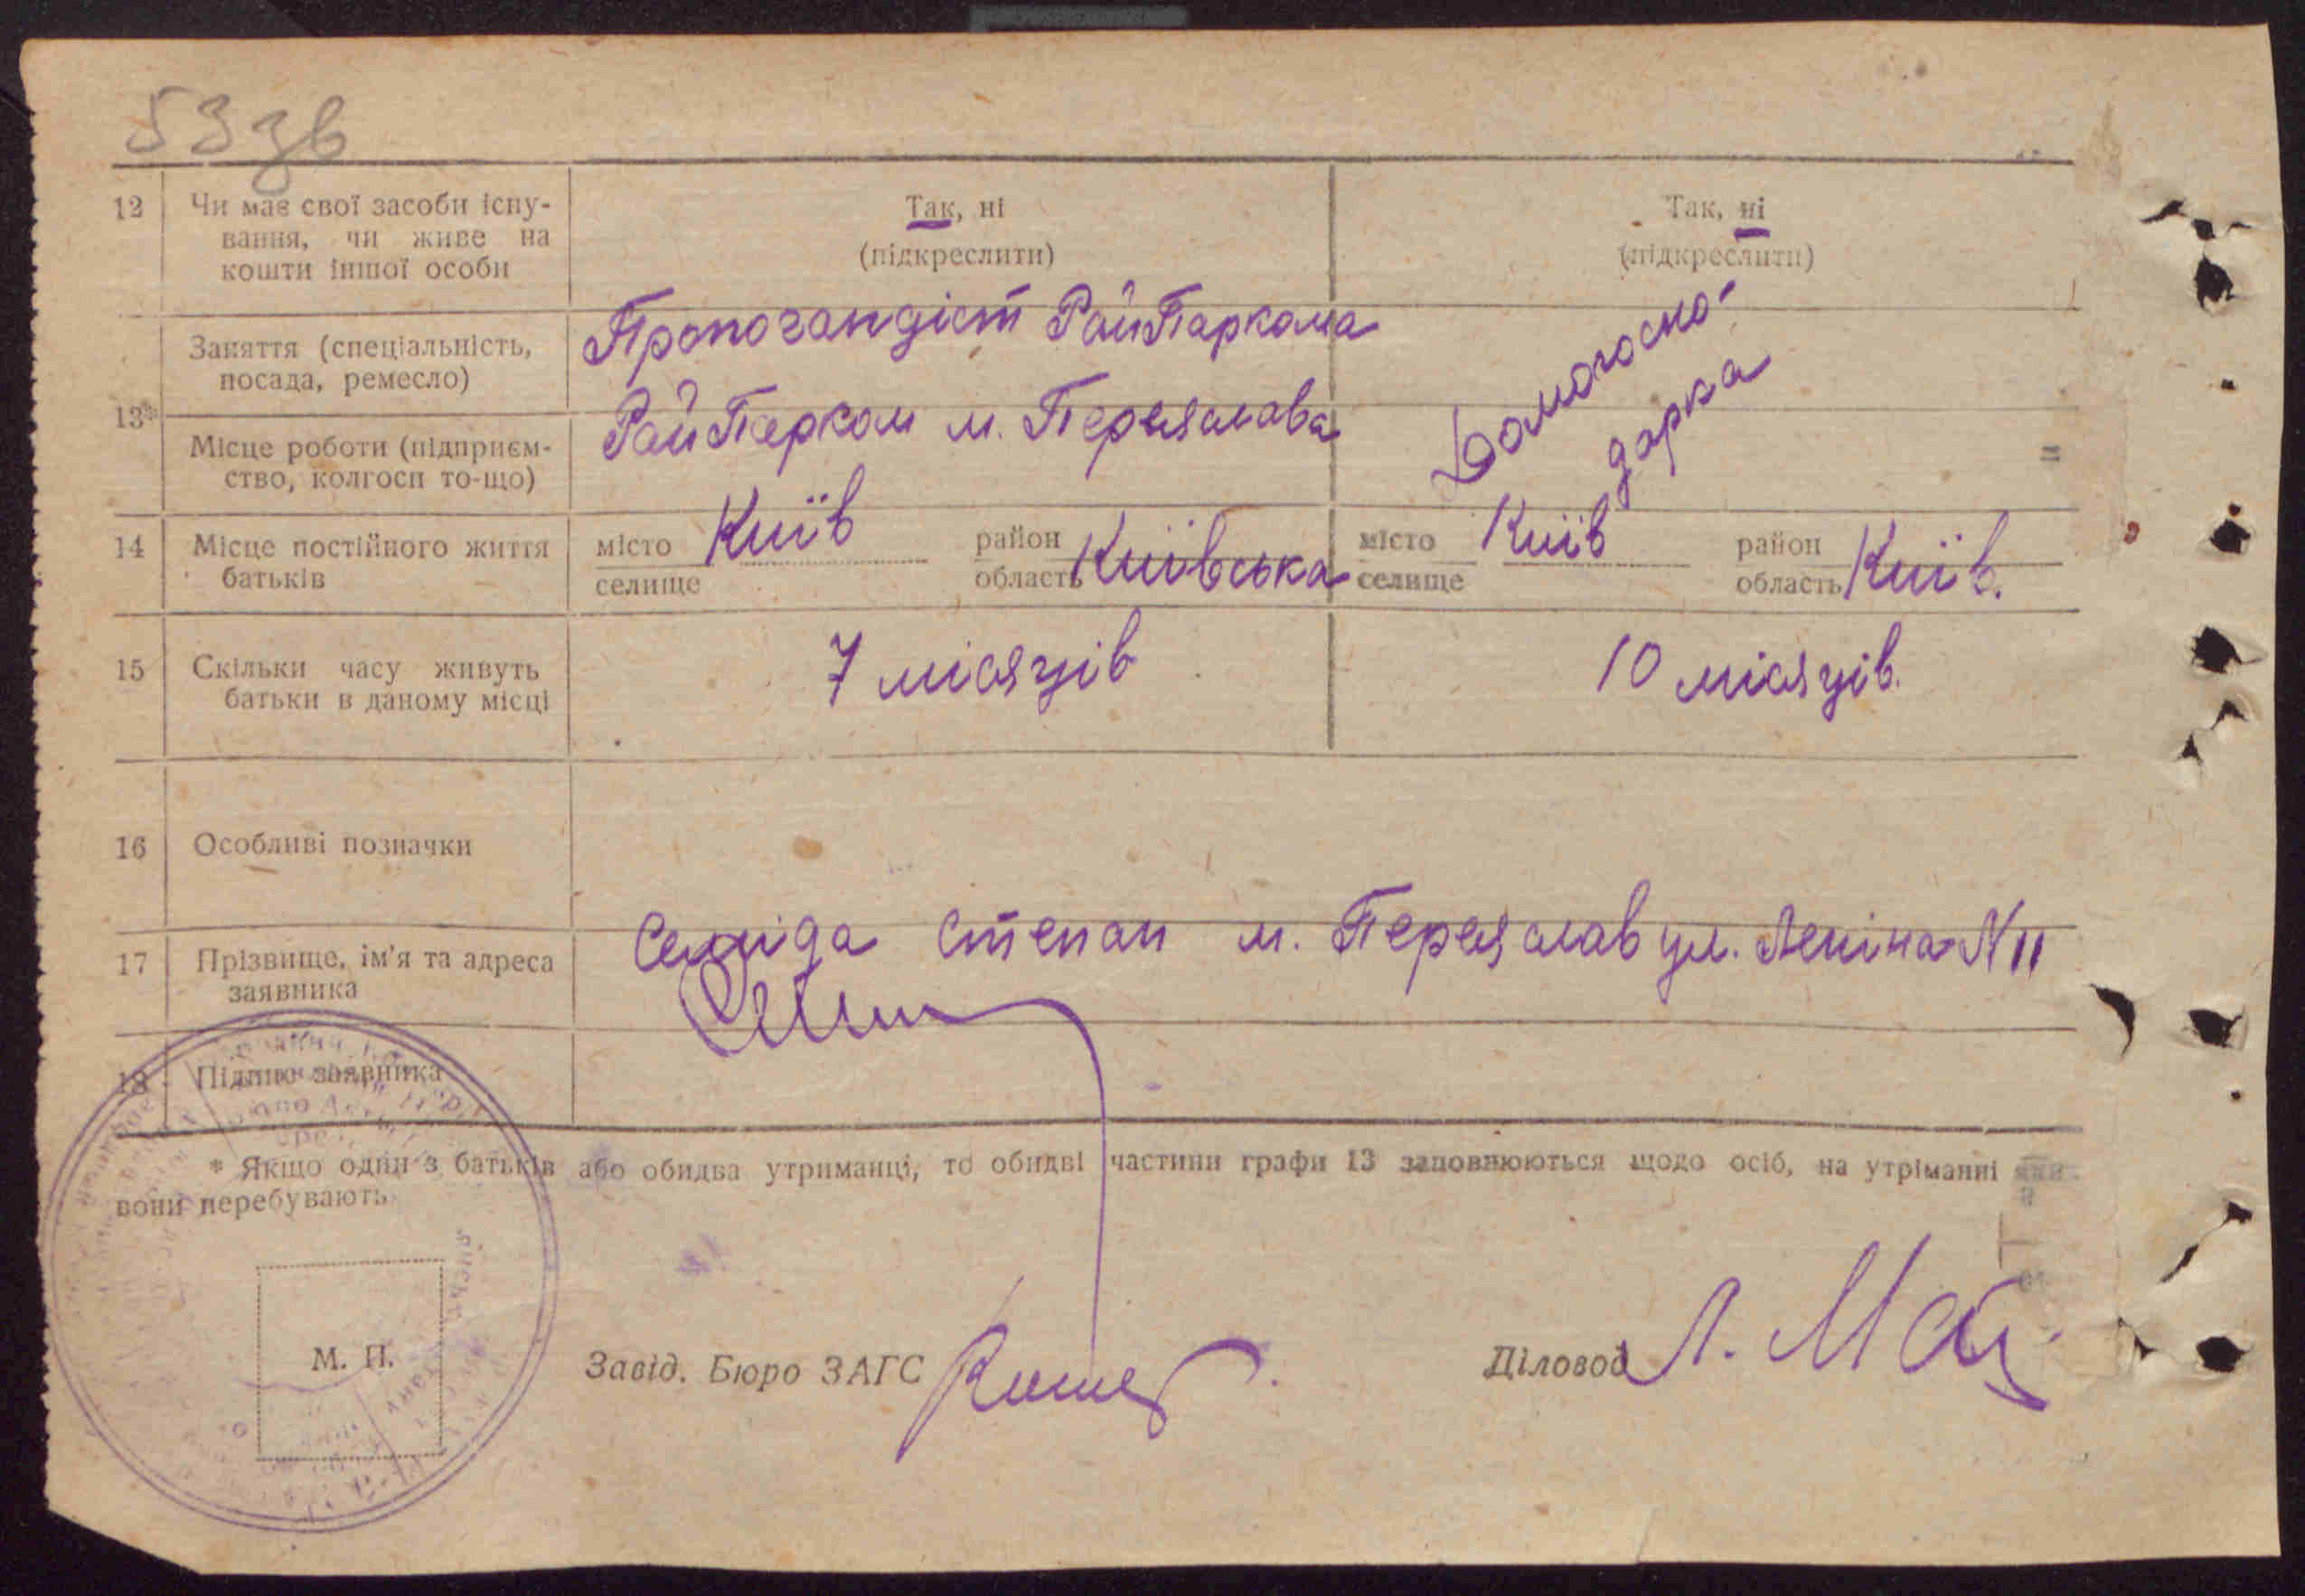 53зв
12 Чи має свої засоби існу-
вання, чи живе на
кошти іншої особи
Так, ні
(підкреслити)
Так, ні
(підкреслити)
13*
Заняття (спеціальність,
посада, ремесло)
Пропогандіст РайПаркома
Домогоспо-
дарка
Місце роботи (підприєм-
ство, колгосп то-що)
РайПарком м. Переяслава
"
14 Місце постійного життя
батьків
місто Київ район
селище область Київська
місто Київ район
селище область Київ.
15 Скільки часу живуть
батьки в даному місці
7 місяців
10 місяців.
16 Особливі позначки
17 Прізвище, ім'я та адреса
заявника
Степан м. Переяслав ул. Леніна N 11
18 Підпис заявника
* Якщо один з батьків або обидва утриманці, то обидві частини графи 13 заповнюються щодо осіб, на утріманні яких
вони перебувають
М. П.
Завід. Бюро ЗАГС
Діловод Л.